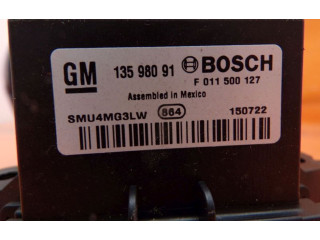 GM 135 980 91 BOSCH
F 011 500 127
Assembled in Mexico
SMU4MG3LW 864 150722